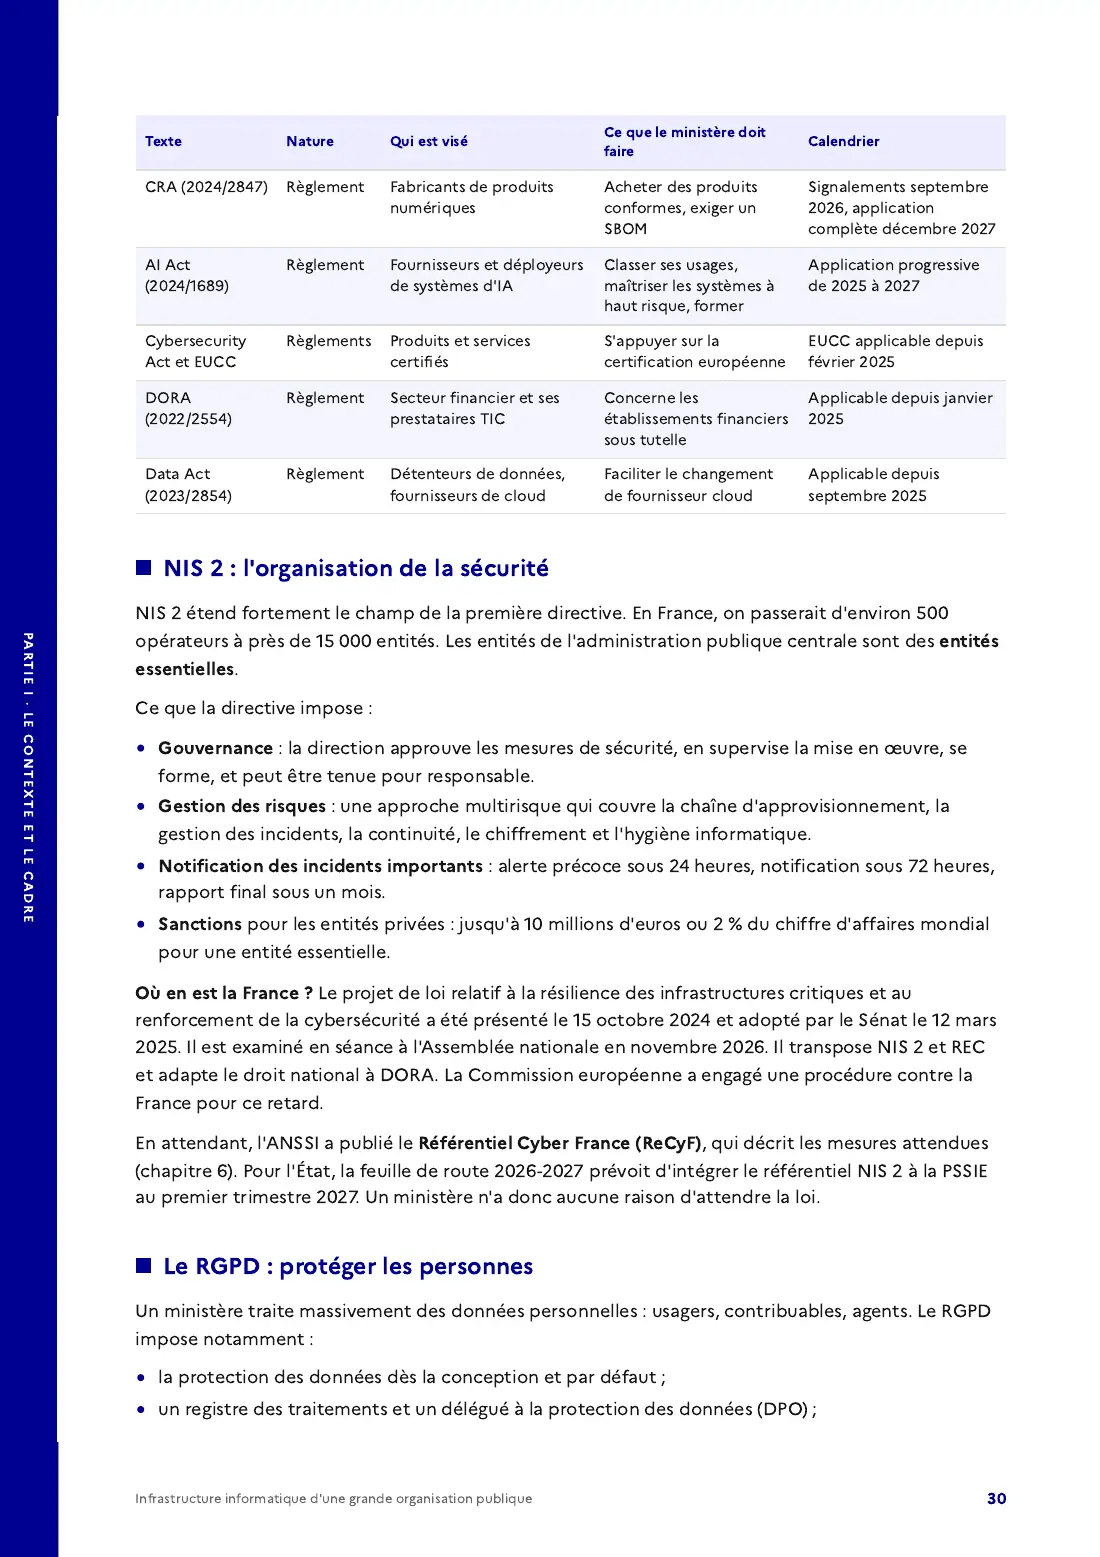 Texte Nature Qui est visé Ce que le ministère doit faire Calendrier
CRA (2024/2847) Règlement Fabricants de produits numériques Acheter des produits conformes, exiger un SBOM Signalements septembre 2026, application complète décembre 2027
AI Act (2024/1689) Règlement Fournisseurs et déployeurs de systèmes d'IA Classer ses usages, maîtriser les systèmes à haut risque, former Application progressive de 2025 à 2027
Cybersecurity Act et EUCC Règlements Produits et services certifiés S'appuyer sur la certification européenne EUCC applicable depuis février 2025
DORA (2022/2554) Règlement Secteur financier et ses prestataires TIC Concerne les établissements financiers sous tutelle Applicable depuis janvier 2025
Data Act (2023/2854) Règlement Détenteurs de données, fournisseurs de cloud Faciliter le changement de fournisseur cloud Applicable depuis septembre 2025
NIS 2 : l'organisation de la sécurité
NIS 2 étend fortement le champ de la première directive. En France, on passerait d'environ 500
opérateurs à près de 15 000 entités. Les entités de l'administration publique centrale sont des entités
essentielles.
Ce que la directive impose :
• Gouvernance : la direction approuve les mesures de sécurité, en supervise la mise en œuvre, se
forme, et peut être tenue pour responsable.
• Gestion des risques : une approche multirisque qui couvre la chaîne d'approvisionnement, la
gestion des incidents, la continuité, le chiffrement et l'hygiène informatique.
• Notification des incidents importants : alerte précoce sous 24 heures, notification sous 72 heures,
rapport final sous un mois.
• Sanctions pour les entités privées : jusqu'à 10 millions d'euros ou 2 % du chiffre d'affaires mondial
pour une entité essentielle.
Où en est la France ? Le projet de loi relatif à la résilience des infrastructures critiques et au
renforcement de la cybersécurité a été présenté le 15 octobre 2024 et adopté par le Sénat le 12 mars
2025. Il est examiné en séance à l'Assemblée nationale en novembre 2026. Il transpose NIS 2 et REC
et adapte le droit national à DORA. La Commission européenne a engagé une procédure contre la
France pour ce retard.
En attendant, l'ANSSI a publié le Référentiel Cyber France (ReCyF), qui décrit les mesures attendues
(chapitre 6). Pour l'État, la feuille de route 2026-2027 prévoit d'intégrer le référentiel NIS 2 à la PSSIE
au premier trimestre 2027. Un ministère n'a donc aucune raison d'attendre la loi.
Le RGPD : protéger les personnes
Un ministère traite massivement des données personnelles : usagers, contribuables, agents. Le RGPD
impose notamment :
• la protection des données dès la conception et par défaut ;
• un registre des traitements et un délégué à la protection des données (DPO) ;
Infrastructure informatique d'une grande organisation publique 30
PARTIE I · LE CONTEXTE ET LE CADRE